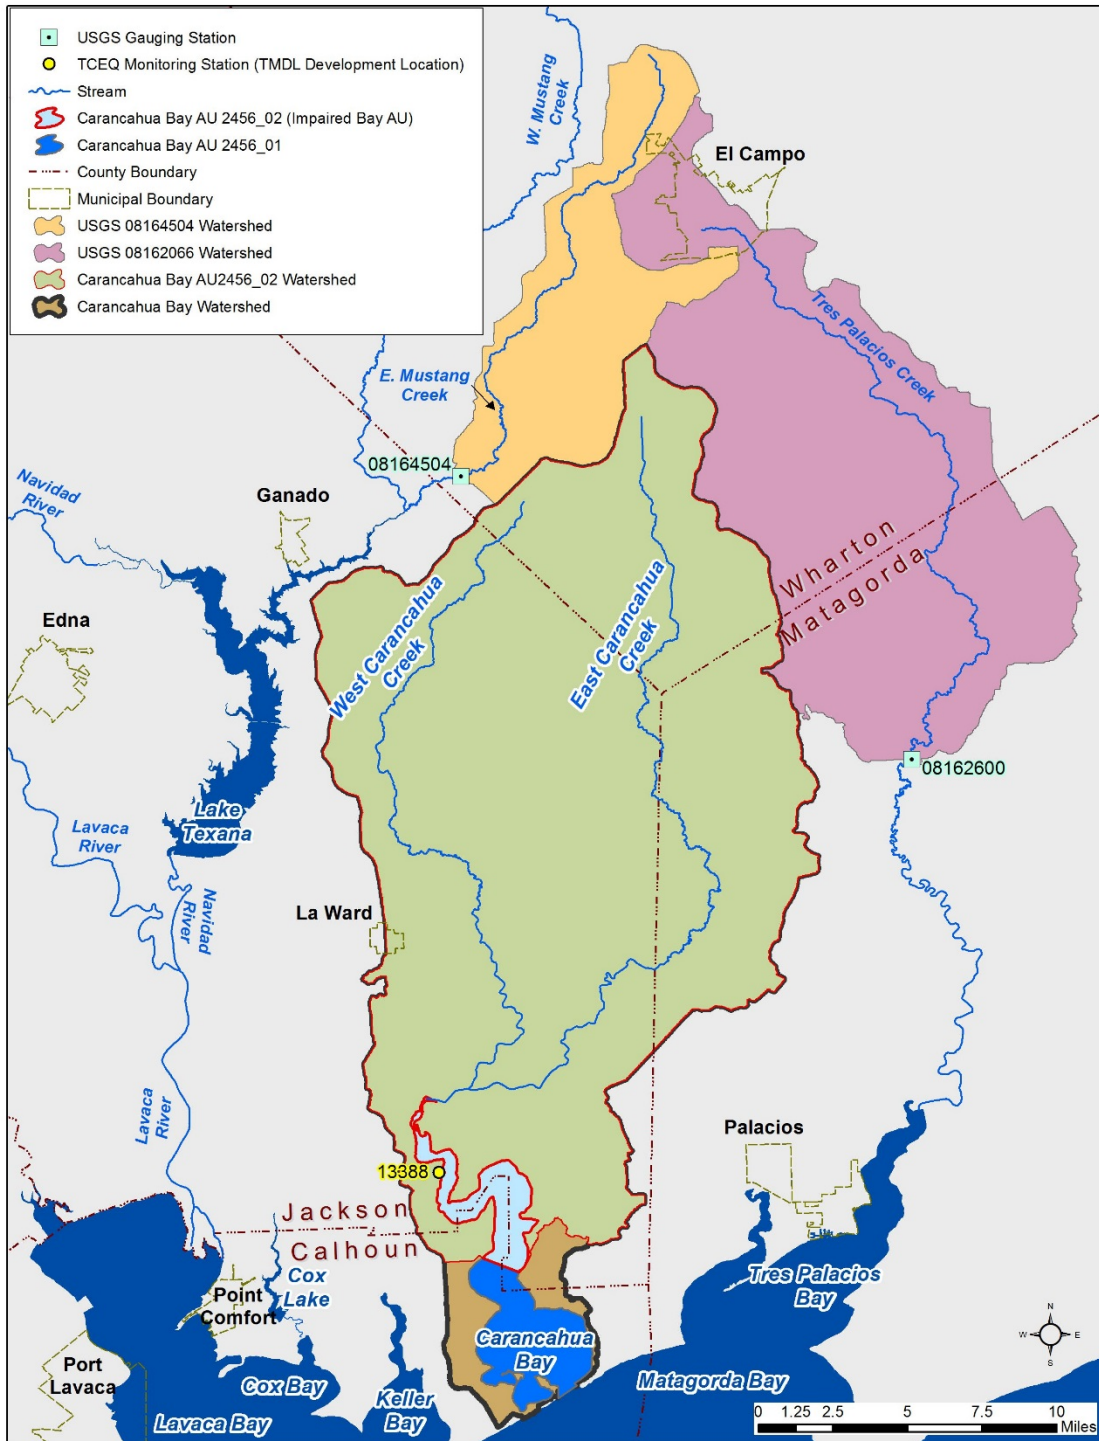 USGS Gauging Station
TCEQ Monitoring Station (TMDL Development Location)
Stream
Carancahua Bay AU 2456_02 (Impaired Bay AU)
Carancahua Bay AU 2456_01
County Boundary
Municipal Boundary
USGS 08164504 Watershed
USGS 08162066 Watershed
Carancahua Bay AU2456_02 Watershed
Carancahua Bay Watershed
W. Mustang
Creek
El Campo
Tres Palacios Creek
E. Mustang
Creek
08164504
Ganado
Navidad
River
Wharton
Matagorda
Edna
West Carancahua
Creek
East Carancahua
Creek
08162600
Lake
Texana
Lavaca
River
Navidad
River
La Ward
Lavaca
River
Palacios
13388
Jackson
Calhoun
Cox
Lake
Tres Palacios
Bay
Point
Comfort
Carancahua
Bay
Port
Lavaca
Cox Bay
Keller
Bay
Matagorda Bay
Lavaca Bay
N
W
E
S
0 1.25 2.5 5 7.5 10
Miles